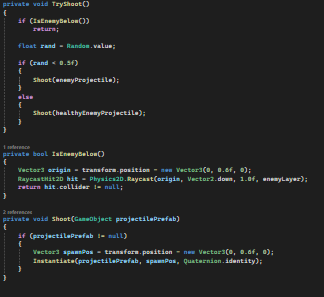 private void TryShoot()
{
if (IsEnemyBelow())
return;
float rand = Random.value;
if (rand < 0.5f)
{
Shoot(enemyProjectile);
}
else
{
Shoot(healthyEnemyProjectile);
}
}
1 reference
private bool IsEnemyBelow()
{
Vector3 origin = transform.position - new Vector3(0, 0.6f, 0);
RaycastHit2D hit = Physics2D.Raycast(origin, Vector2.down, 1.0f, enemyLayer);
return hit.collider != null;
}
2 references
private void Shoot(GameObject projectilePrefab)
{
if (projectilePrefab != null)
{
Vector3 spawnPos = transform.position - new Vector3(0, 0.6f, 0);
Instantiate(projectilePrefab, spawnPos, Quaternion.identity);
}
}